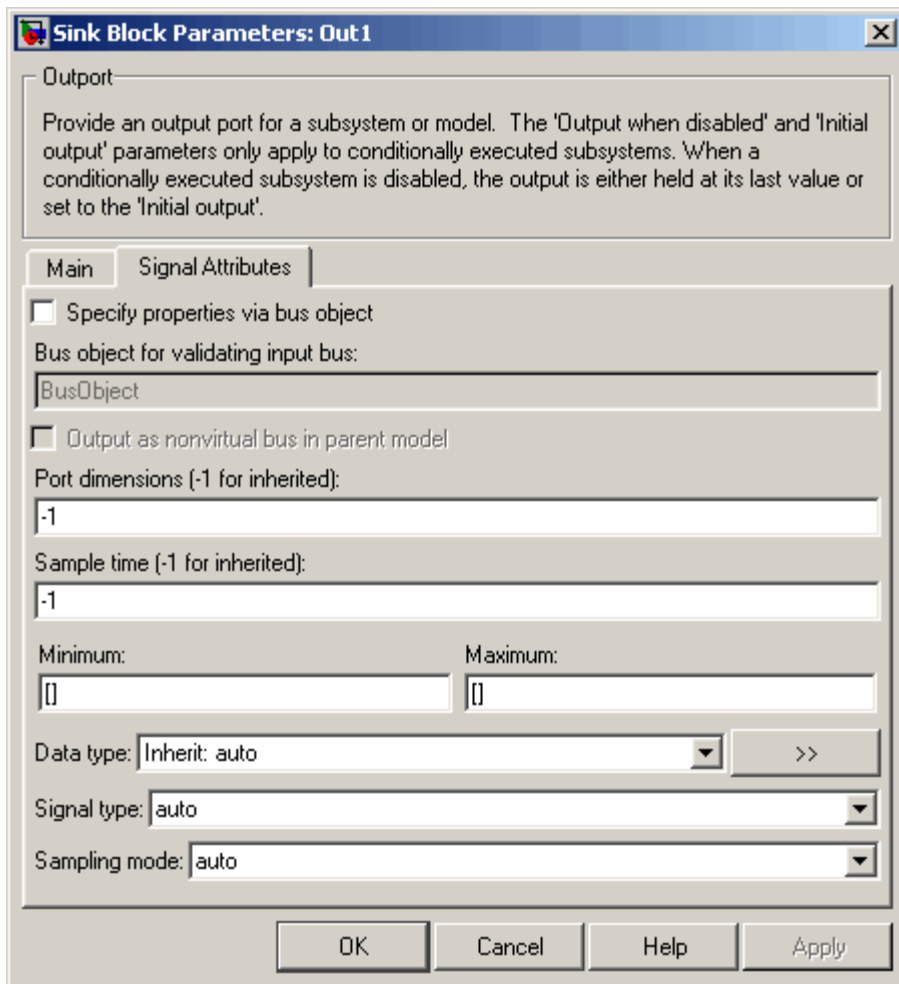 Sink Block Parameters: Out1
Outport
Provide an output port for a subsystem or model.  The 'Output when disabled' and 'Initial
output' parameters only apply to conditionally executed subsystems. When a
conditionally executed subsystem is disabled, the output is either held at its last value or
set to the 'Initial output'.
Main Signal Attributes
Specify properties via bus object
Bus object for validating input bus:
BusObject
Output as nonvirtual bus in parent model
Port dimensions (-1 for inherited):
-1
Sample time (-1 for inherited):
-1
Minimum: Maximum:
[] []
Data type: Inherit: auto >>
Signal type: auto
Sampling mode: auto
OK Cancel Help Apply